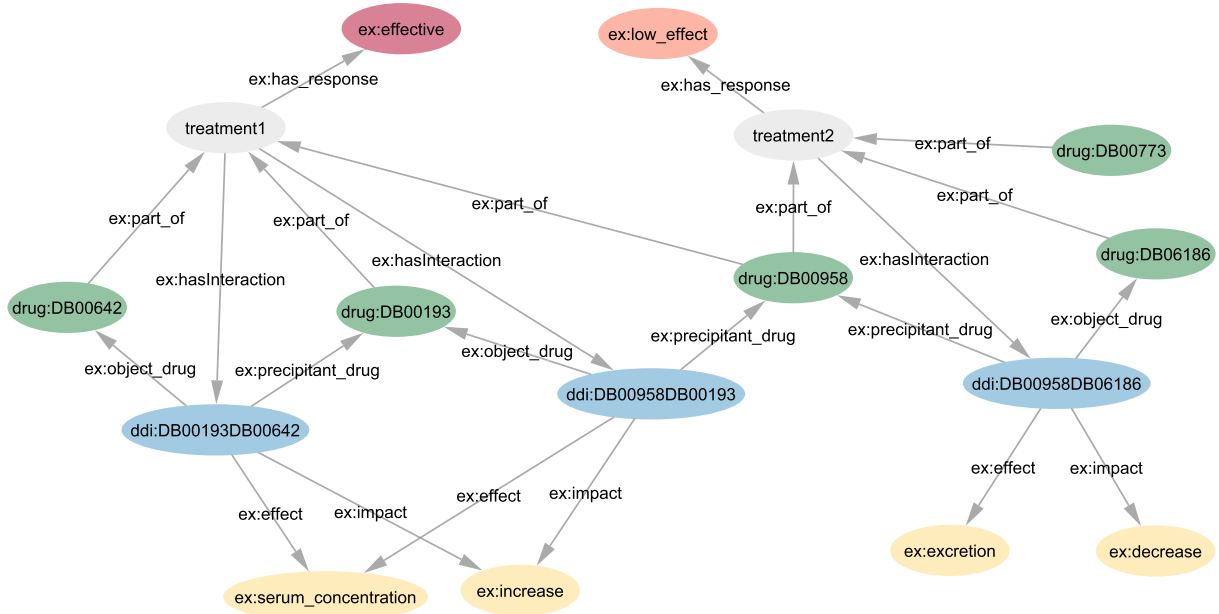 ex:effective
ex:low_effect
ex:has_response
ex:has_response
treatment1
treatment2
ex:part_of
drug:DB00773
ex:part_of
ex:part_of
ex:part_of
ex:part_of
ex:part_of
ex:hasInteraction
ex:hasInteraction
ex:hasInteraction
drug:DB06186
drug:DB00958
drug:DB00642
drug:DB00193
ex:object_drug
ex:precipitant_drug
ex:precipitant_drug
ex:object_drug
ex:object_drug
ex:precipitant_drug
ddi:DB00958DB06186
ddi:DB00958DB00193
ddi:DB00193DB00642
ex:effect
ex:impact
ex:effect
ex:impact
ex:effect
ex:impact
ex:excretion
ex:decrease
ex:increase
ex:serum_concentration